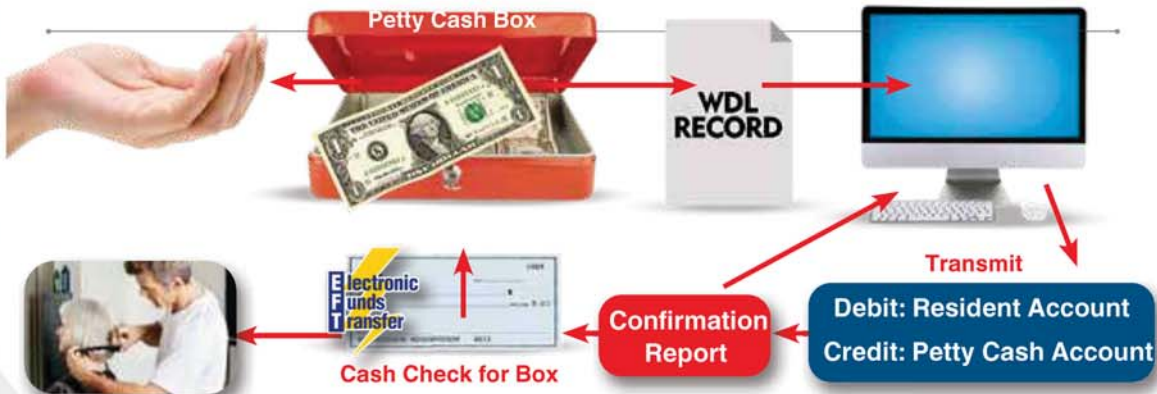 Petty Cash Box
WDL
RECORD
Transmit
Electronic
Funds
Transfer
Debit: Resident Account
Credit: Petty Cash Account
Confirmation
Report
Cash Check for Box